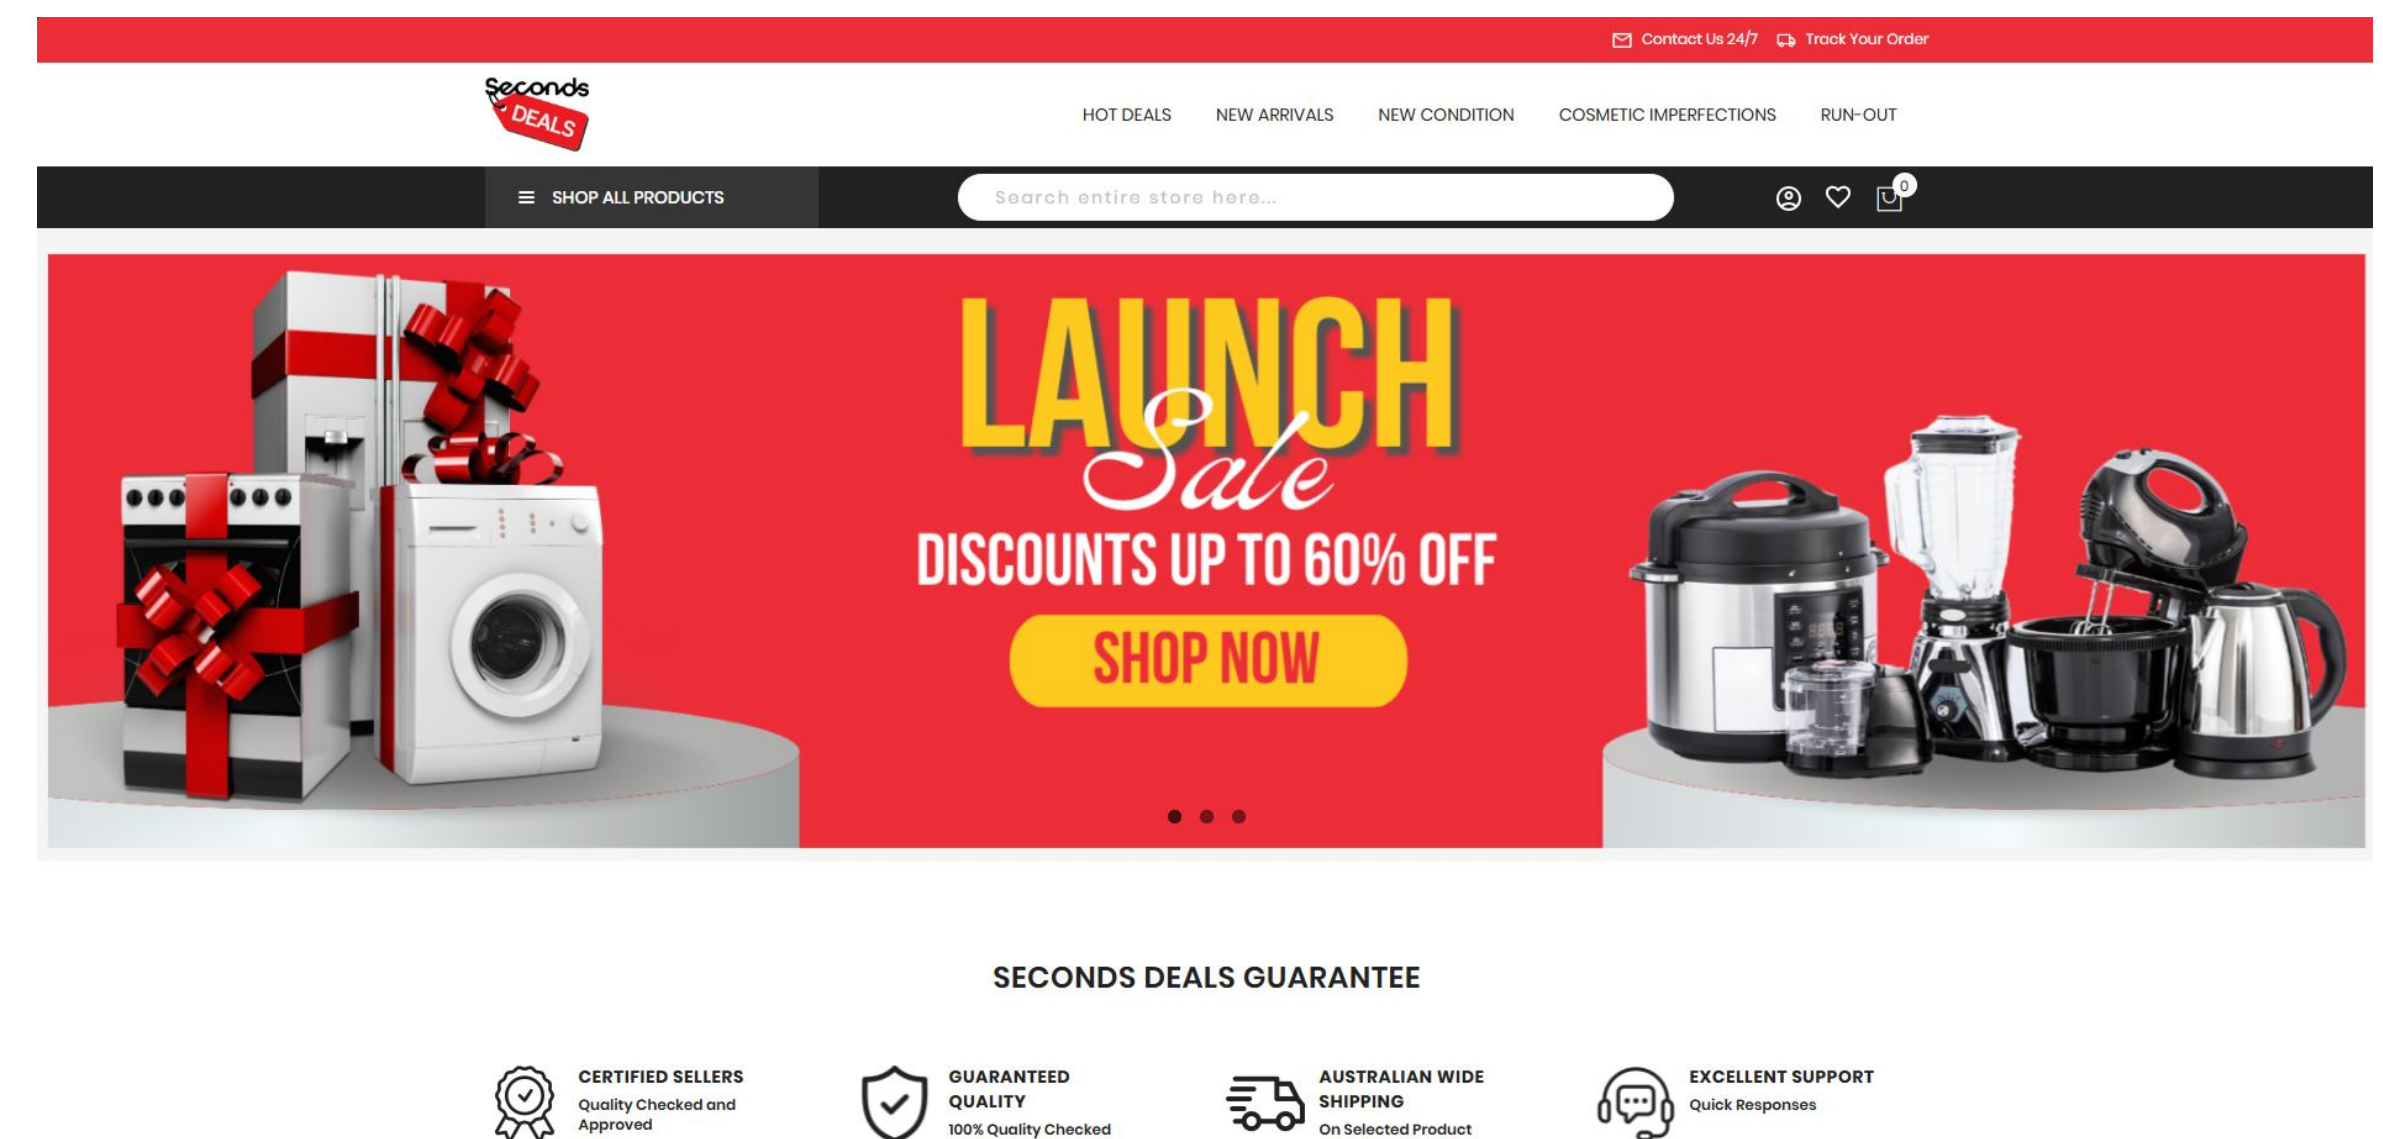 Contact Us 24/7 Track Your Order
Seconds
DEALS
HOT DEALS NEW ARRIVALS NEW CONDITION COSMETIC IMPERFECTIONS RUN-OUT
SHOP ALL PRODUCTS
Search entire store here...
0
LAUNCH
Sale
DISCOUNTS UP TO 60% OFF
SHOP NOW
SECONDS DEALS GUARANTEE
CERTIFIED SELLERS
Quality Checked and
Approved
GUARANTEED
QUALITY
100% Quality Checked
AUSTRALIAN WIDE
SHIPPING
On Selected Product
EXCELLENT SUPPORT
Quick Responses